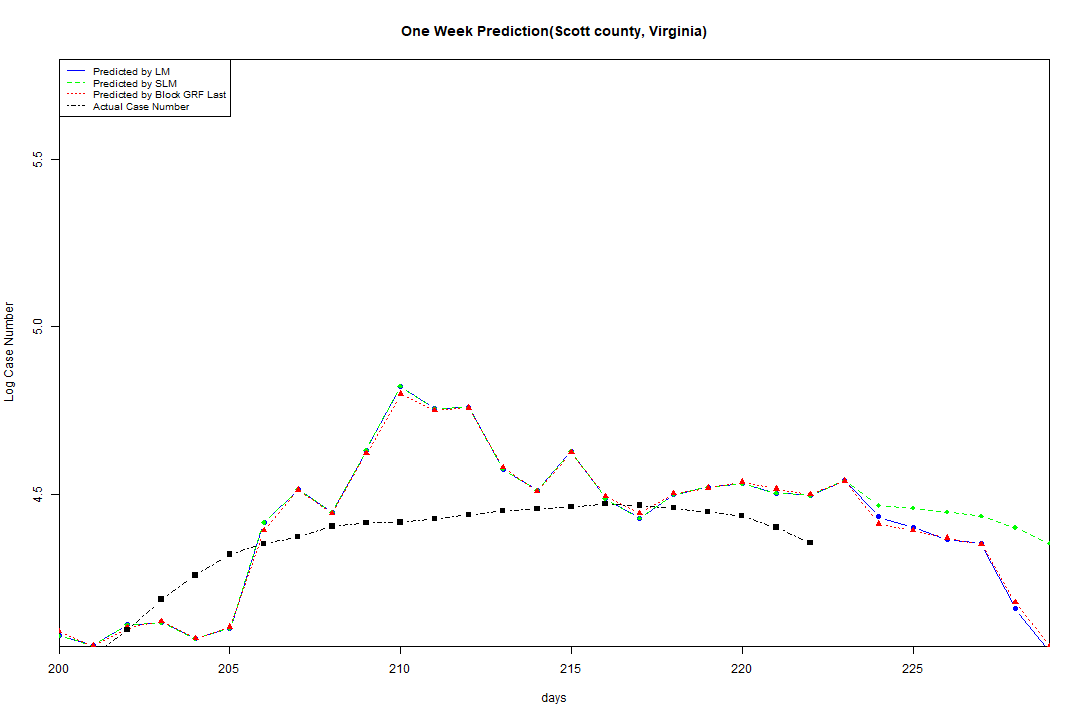 One Week Prediction(Scott county, Virginia)
Predicted by LM
Predicted by SLM
Predicted by Block GRF Last
Actual Case Number
5.5
5.0
4.5
Log Case Number
200 205 210 215 220 225
days